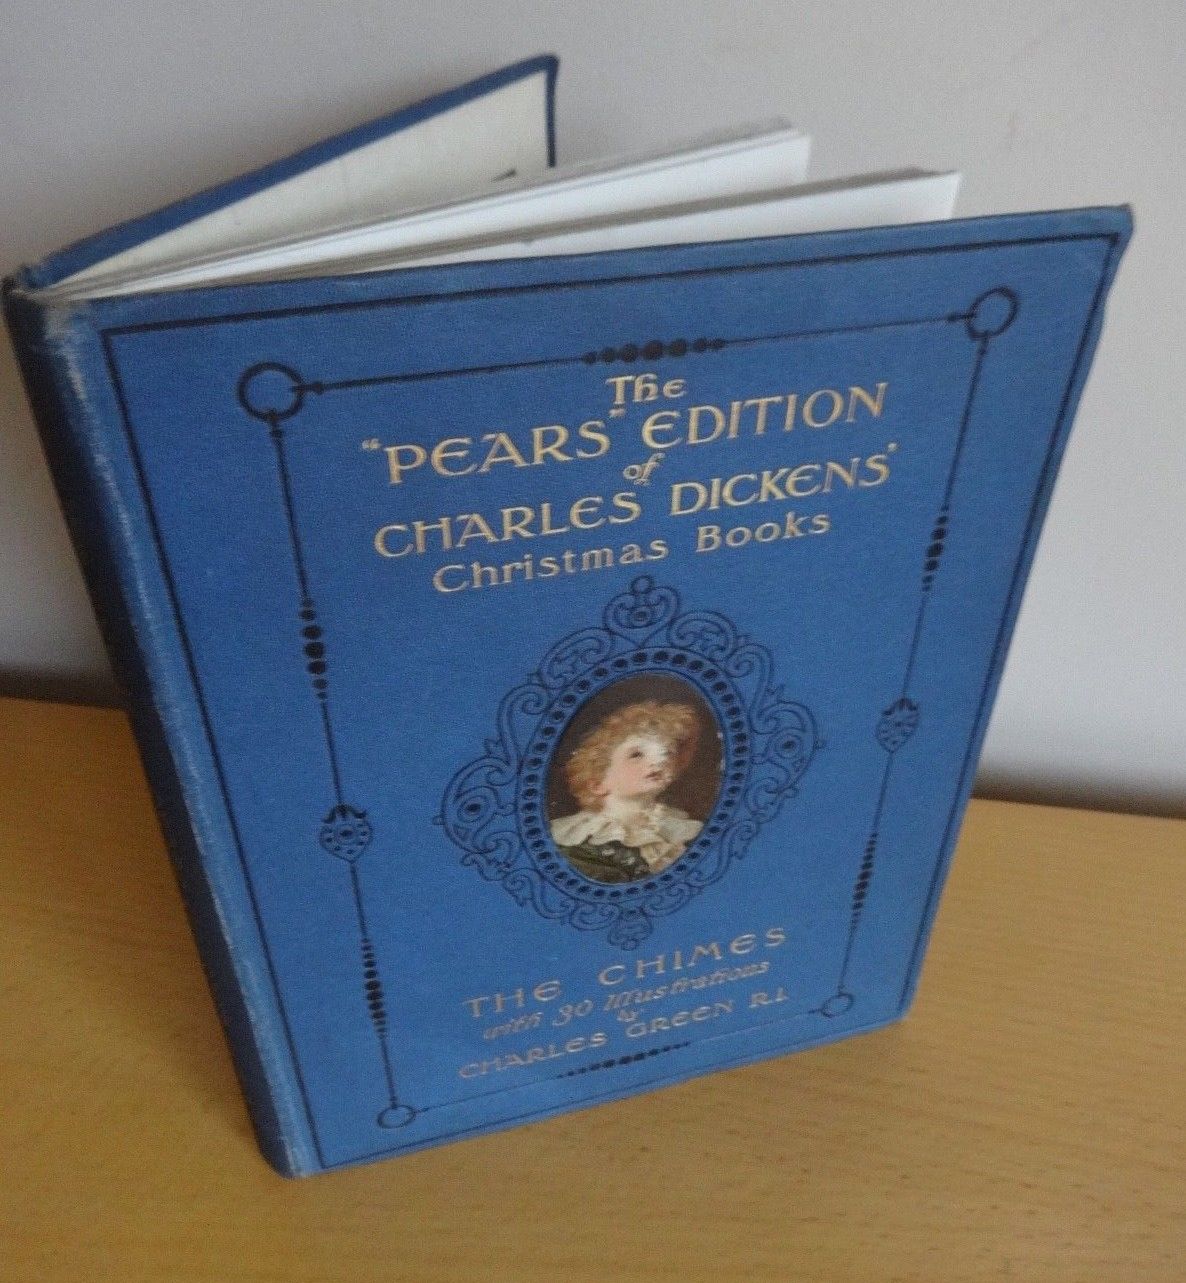 The
"PEARS" EDITION
of
CHARLES DICKENS'
Christmas Books
THE CHIMES
with 30 Illustrations
by
CHARLES GREEN R.I.